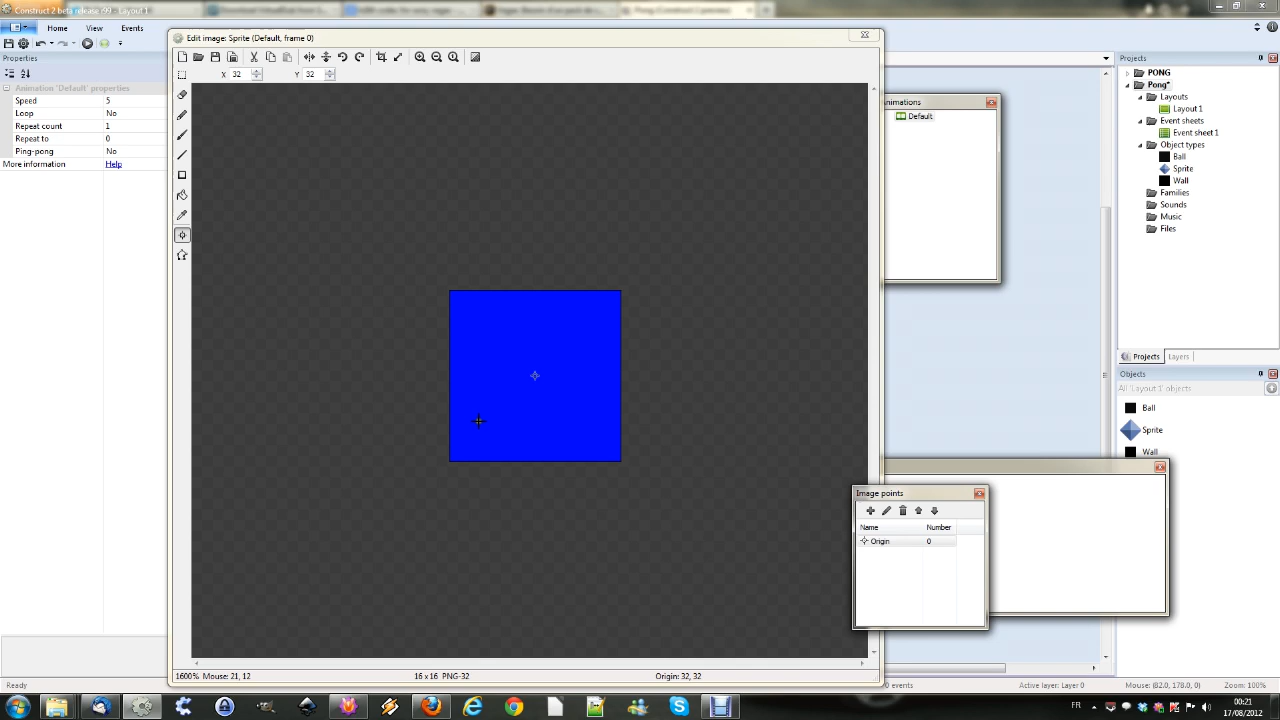 Construct 2 beta release r99 - Layout 1
Home View Events
Properties
Animation 'Default' properties
Speed 5
Loop No
Repeat count 1
Repeat to 0
Ping-pong No
More information Help
Edit image: Sprite (Default, frame 0)
X 32 Y 32
1600% Mouse: 21, 12 16 x 16 PNG-32 Origin: 32, 32
Default
Image points
Name Number
Origin 0
Projects
PONG
Pong*
Layouts
Layout 1
Event sheets
Event sheet 1
Object types
Ball
Sprite
Wall
Families
Sounds
Music
Files
Projects Layers
Objects
All 'Layout 1' objects
Ball
Sprite
Wall
Ready
events Active layer: Layer 0 Mouse: (82.0, 178.0, 0) Zoom: 100%
FR
00:21
17/08/2012